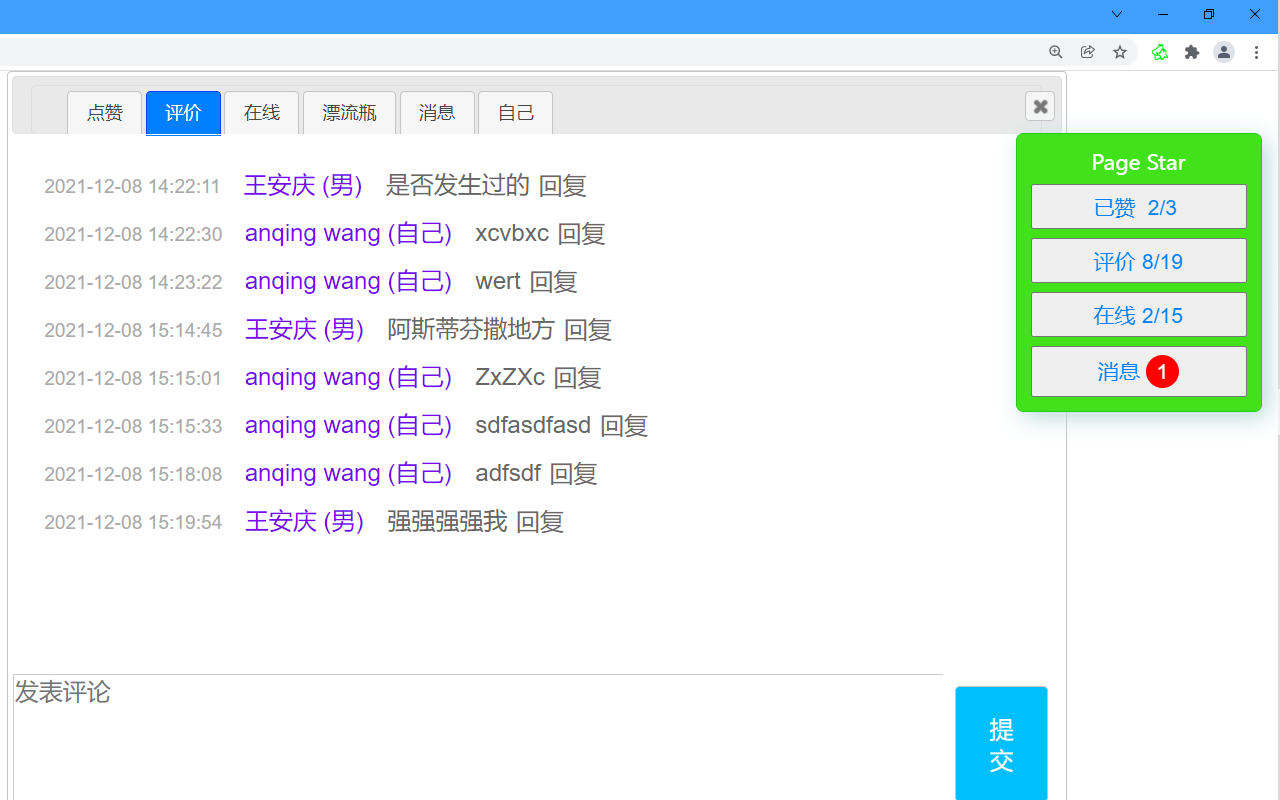 点赞 评价 在线 漂流瓶 消息 自己
2021-12-08 14:22:11 王安庆 (男) 是否发生过的 回复
2021-12-08 14:22:30 anqing wang (自己) xcvbxc 回复
2021-12-08 14:23:22 anqing wang (自己) wert 回复
2021-12-08 15:14:45 王安庆 (男) 阿斯蒂芬撒地方 回复
2021-12-08 15:15:01 anqing wang (自己) ZxZXc 回复
2021-12-08 15:15:33 anqing wang (自己) sdfasdfasd 回复
2021-12-08 15:18:08 anqing wang (自己) adfsdf 回复
2021-12-08 15:19:54 王安庆 (男) 强强强强我 回复
发表评论
提
交
Page Star
已赞 2/3
评价 8/19
在线 2/15
消息 1